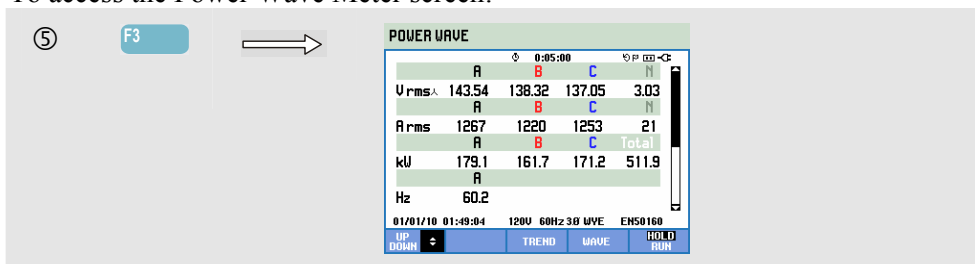 To access the Power Wave Meter screen:
⑤ F3
POWER WAVE
0:05:00
A B C N
Vrms 143.54 138.32 137.05 3.03
A B C N
Arms 1267 1220 1253 21
A B C Total
kW 179.1 161.7 171.2 511.9
A
Hz 60.2
01/01/10 01:49:04 120V 60Hz 3Ø WYE EN50160
UP DOWN TREND WAVE HOLD RUN